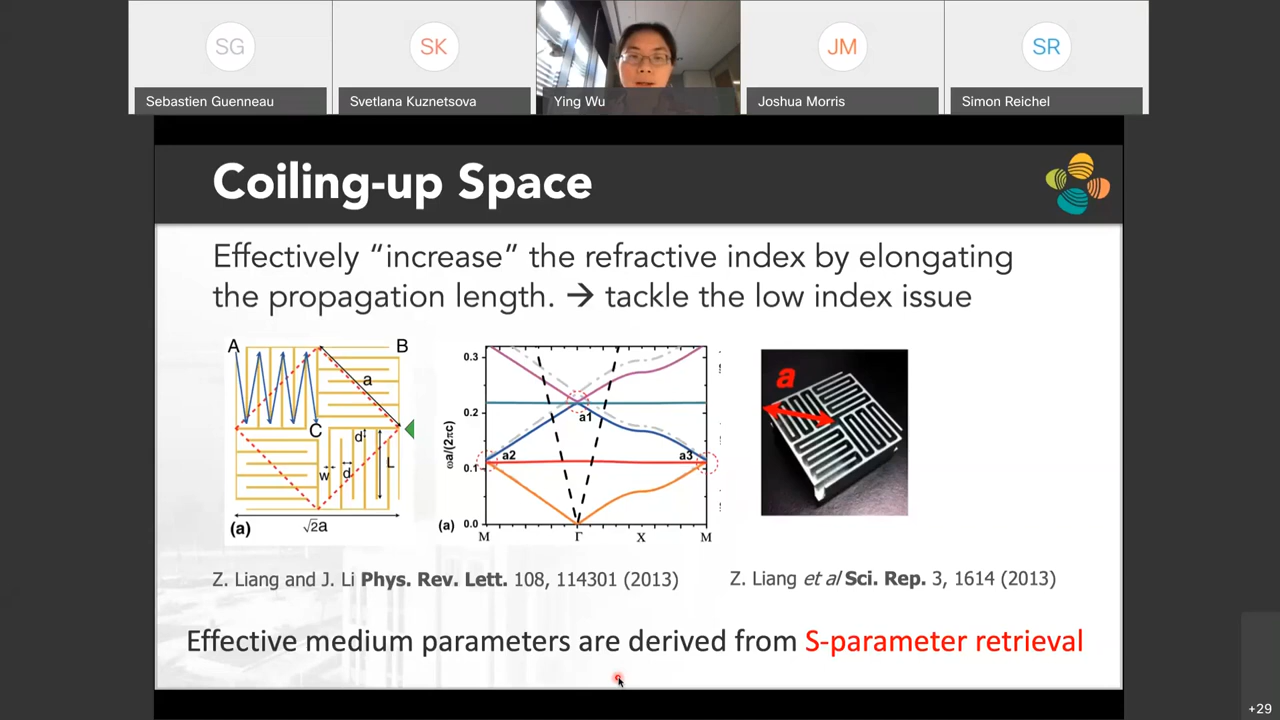 SG
SK
JM
SR
Sebastien Guenneau
Svetlana Kuznetsova
Ying Wu
Joshua Morris
Simon Reichel
Coiling-up Space
Effectively “increase” the refractive index by elongating
the propagation length. → tackle the low index issue
A
B
a
C
d
w
d
L
(a)
√2a
ωa/(2πc)
0.3
0.2
0.1
0.0
a1
a2
a3
(a)
M
Γ
X
M
a
Z. Liang and J. Li Phys. Rev. Lett. 108, 114301 (2013)
Z. Liang et al Sci. Rep. 3, 1614 (2013)
Effective medium parameters are derived from S-parameter retrieval
+29